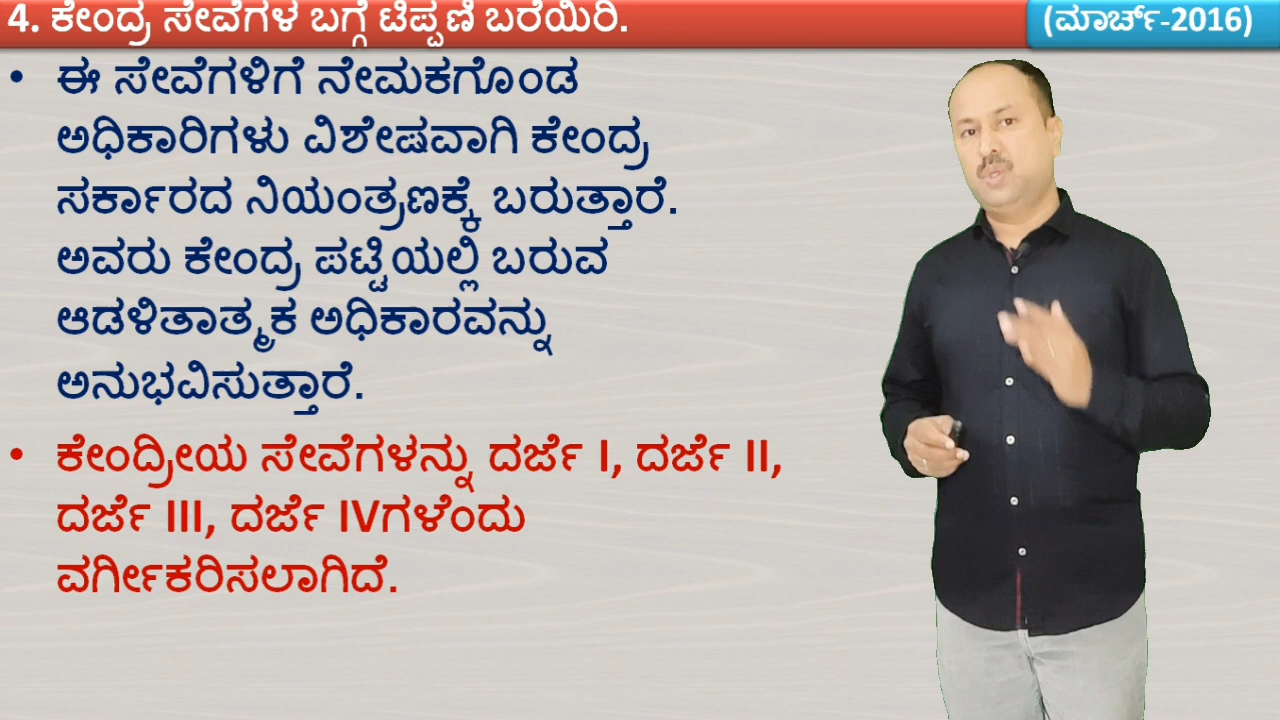 4. ಕೇಂದ್ರ ಸೇವೆಗಳ ಬಗ್ಗೆ ಟಿಪ್ಪಣಿ ಬರೆಯಿರಿ.
(ಮಾರ್ಚ್-2016)
• ಈ ಸೇವೆಗಳಿಗೆ ನೇಮಕಗೊಂಡ
ಅಧಿಕಾರಿಗಳು ವಿಶೇಷವಾಗಿ ಕೇಂದ್ರ
ಸರ್ಕಾರದ ನಿಯಂತ್ರಣಕ್ಕೆ ಬರುತ್ತಾರೆ.
ಅವರು ಕೇಂದ್ರ ಪಟ್ಟಿಯಲ್ಲಿ ಬರುವ
ಆಡಳಿತಾತ್ಮಕ ಅಧಿಕಾರವನ್ನು
ಅನುಭವಿಸುತ್ತಾರೆ.
• ಕೇಂದ್ರೀಯ ಸೇವೆಗಳನ್ನು ದರ್ಜೆ I, ದರ್ಜೆ II,
ದರ್ಜೆ III, ದರ್ಜೆ IVಗಳೆಂದು
ವರ್ಗೀಕರಿಸಲಾಗಿದೆ.